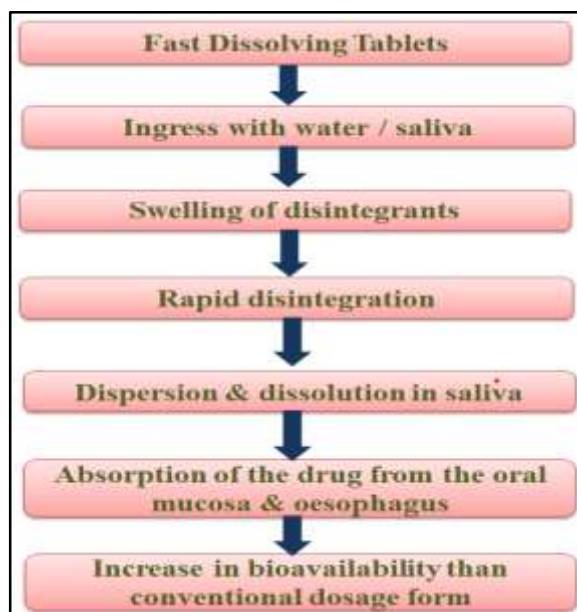 Fast Dissolving Tablets
Ingress with water / saliva
Swelling of disintegrants
Rapid disintegration
Dispersion & dissolution in saliva
Absorption of the drug from the oral
mucosa & oesophagus
Increase in bioavailability than
conventional dosage form